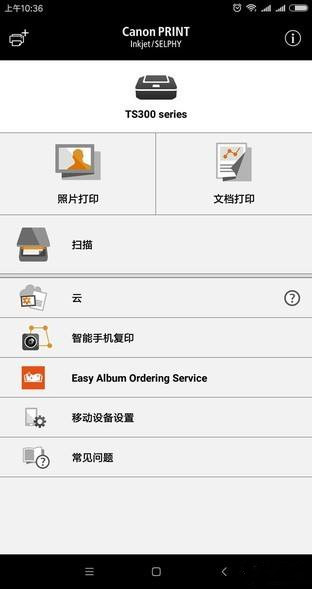 上午10:36
Canon PRINT
Inkjet/SELPHY
TS300 series
照片打印
文档打印
扫描
云
智能手机复印
Easy Album Ordering Service
移动设备设置
常见问题